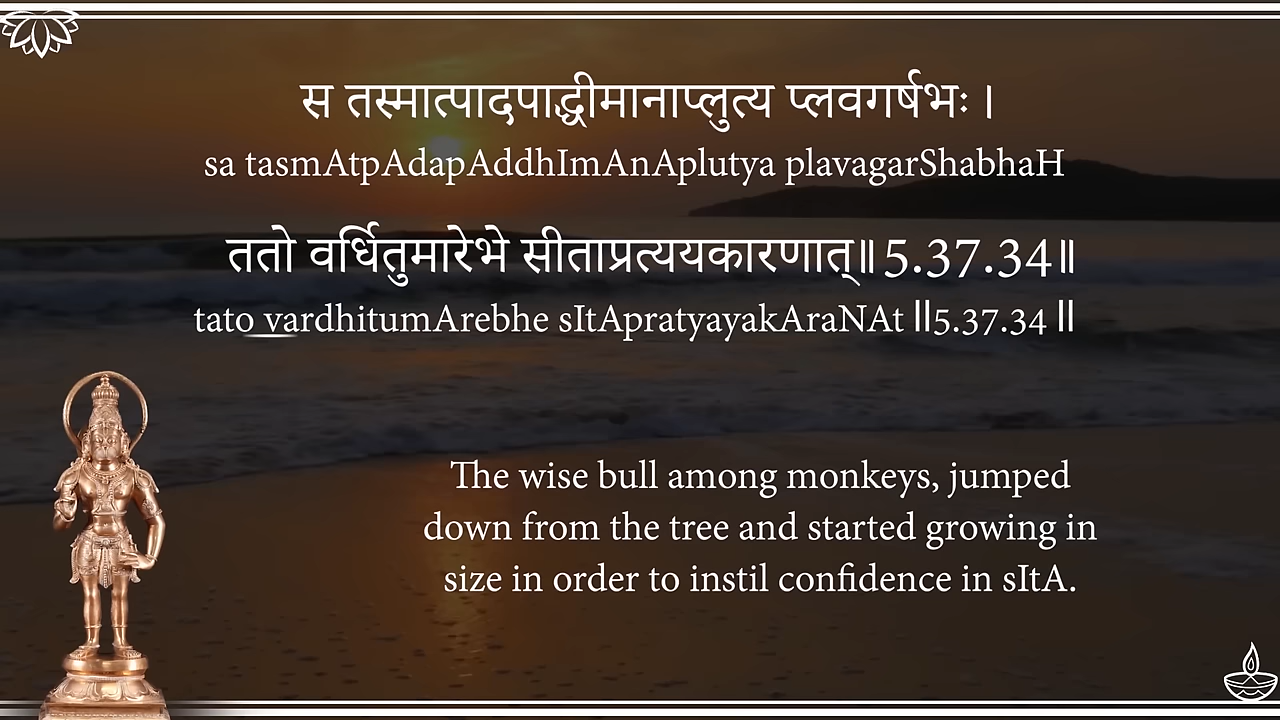 स तस्मात्पादपाद्धीमानाप्लुत्य प्लवगर्षभः ।
sa tasmAtpAdapAddhImAnAplutya plavagarShabhaH
ततो वर्धितुमारेभे सीताप्रत्ययकारणात्॥5.37.34॥
tato vardhitumArebhe sItApratyayakAraNAt ॥5.37.34 ॥
The wise bull among monkeys, jumped
down from the tree and started growing in
size in order to instil confidence in sItA.